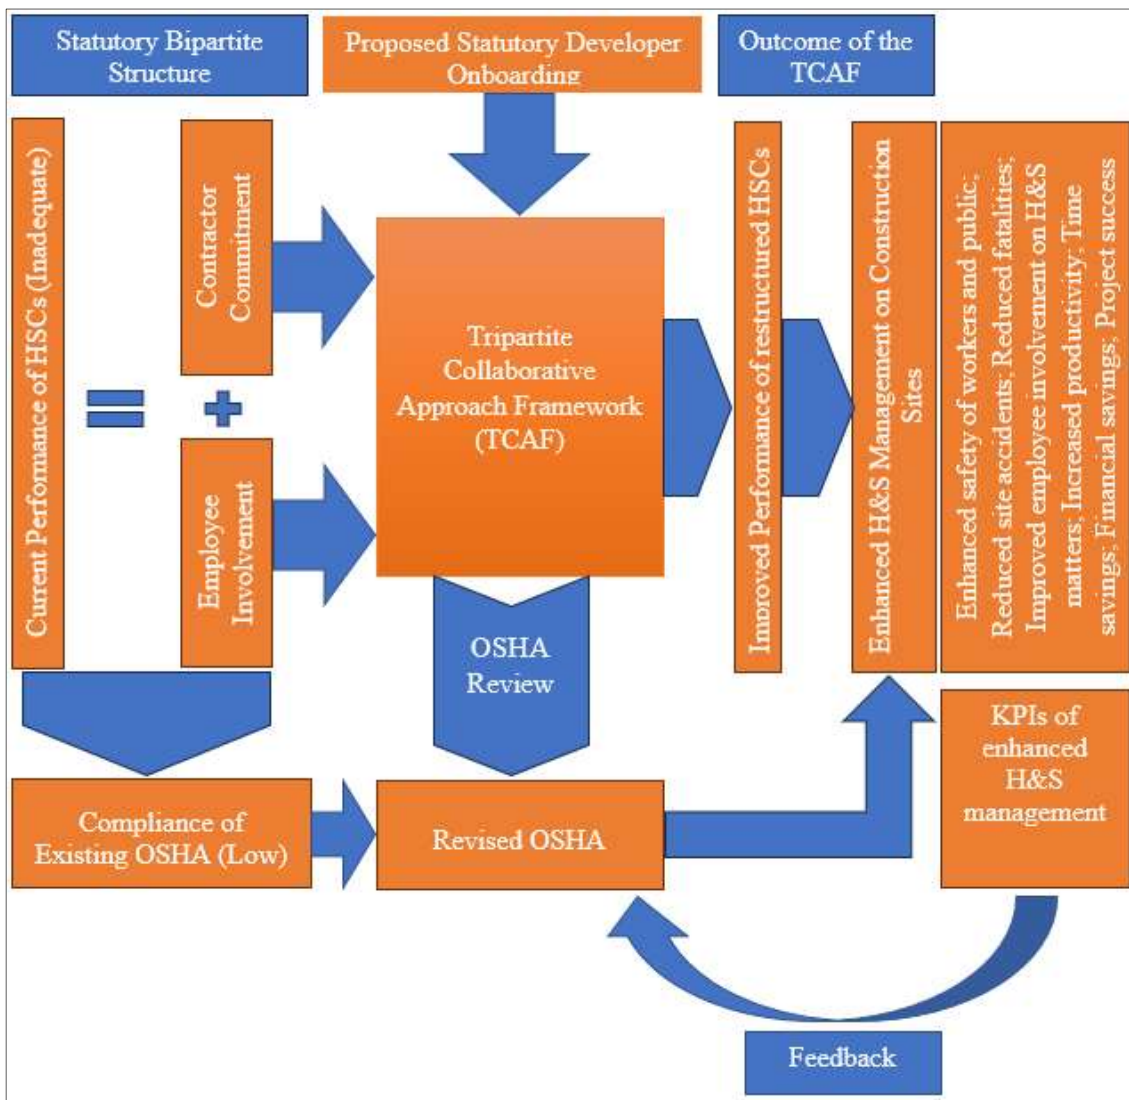 Statutory Bipartite
Structure
Proposed Statutory Developer
Onboarding
Outcome of the
TCAF
Current Performance of HSCs (Inadequate)
Contractor
Commitment
Employee
Involvement
Tripartite
Collaborative
Approach Framework
(TCAF)
Improved Performance of restructured HSCs
Enhanced H&S Management on Construction
Sites
Enhanced safety of workers and public;
Reduced site accidents; Reduced fatalities;
Improved employee involvement on H&S
matters; Increased productivity; Time
savings; Financial savings; Project success
OSHA
Review
KPIs of
enhanced
H&S
management
Compliance of
Existing OSHA (Low)
Revised OSHA
Feedback